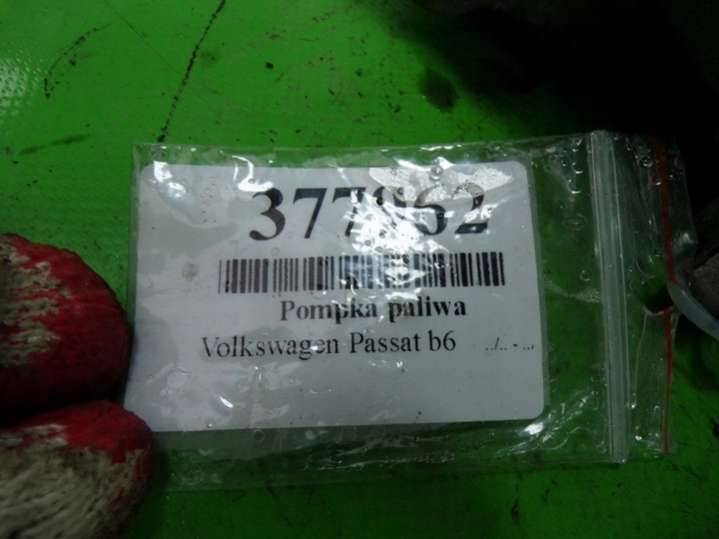 377862
Pompka paliwa
Volkswagen Passat b6 ../.. - ../